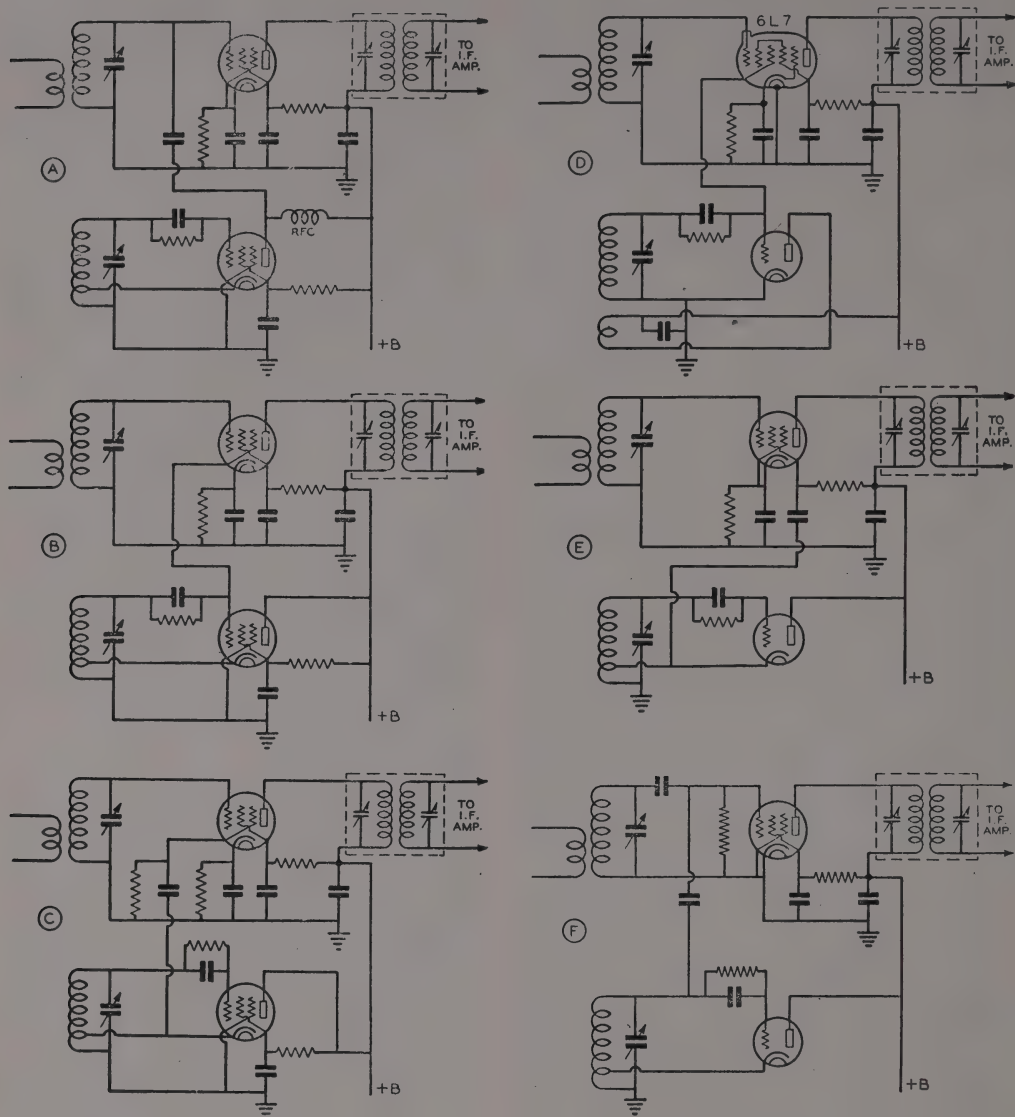 A
TO
I.F.
AMP.
RFC
+B
D
6L7
TO
I.F.
AMP.
+B
B
TO
I.F.
AMP.
+B
E
TO
I.F.
AMP.
+B
C
TO
I.F.
AMP.
+B
F
TO
I.F.
AMP.
+B